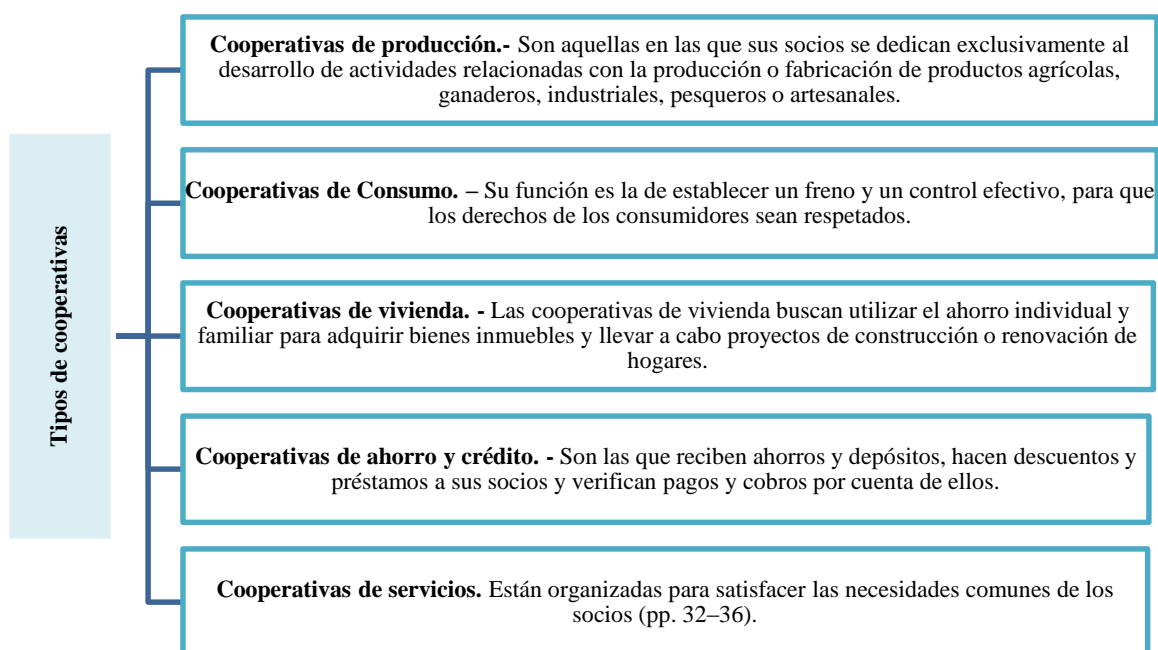 Tipos de cooperativas
Cooperativas de producción.- Son aquellas en las que sus socios se dedican exclusivamente al
desarrollo de actividades relacionadas con la producción o fabricación de productos agrícolas,
ganaderos, industriales, pesqueros o artesanales.
Cooperativas de Consumo. – Su función es la de establecer un freno y un control efectivo, para que
los derechos de los consumidores sean respetados.
Cooperativas de vivienda. - Las cooperativas de vivienda buscan utilizar el ahorro individual y
familiar para adquirir bienes inmuebles y llevar a cabo proyectos de construcción o renovación de
hogares.
Cooperativas de ahorro y crédito. - Son las que reciben ahorros y depósitos, hacen descuentos y
préstamos a sus socios y verifican pagos y cobros por cuenta de ellos.
Cooperativas de servicios. Están organizadas para satisfacer las necesidades comunes de los
socios (pp. 32–36).